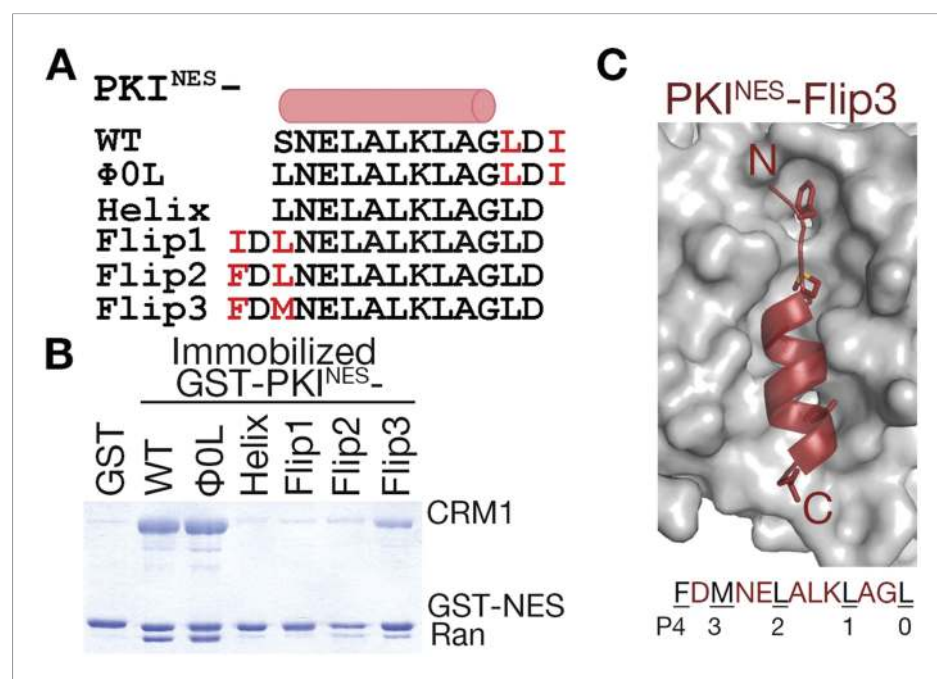 A
PKI^NES-
WT SNELALKLAGLDI
Φ0L LNELALKLAGLDI
Helix LNELALKLAGLD
Flip1 IDLNELALKLAGLD
Flip2 FDLNELALKLAGLD
Flip3 FDMNELALKLAGLD
B
Immobilized
GST-PKI^NES-
GST WT Φ0L Helix Flip1 Flip2 Flip3
CRM1
GST-NES
Ran
C
PKI^NES-Flip3
N
C
FDMNELALKLAGL
P4 3 2 1 0